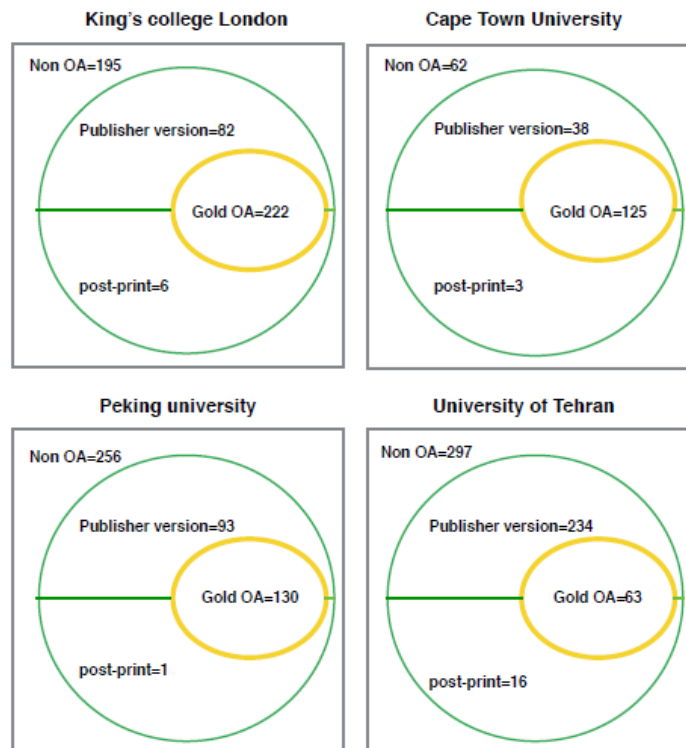 King's college London
Non OA=195
Publisher version=82
Gold OA=222
post-print=6
Cape Town University
Non OA=62
Publisher version=38
Gold OA=125
post-print=3
Peking university
Non OA=256
Publisher version=93
Gold OA=130
post-print=1
University of Tehran
Non OA=297
Publisher version=234
Gold OA=63
post-print=16